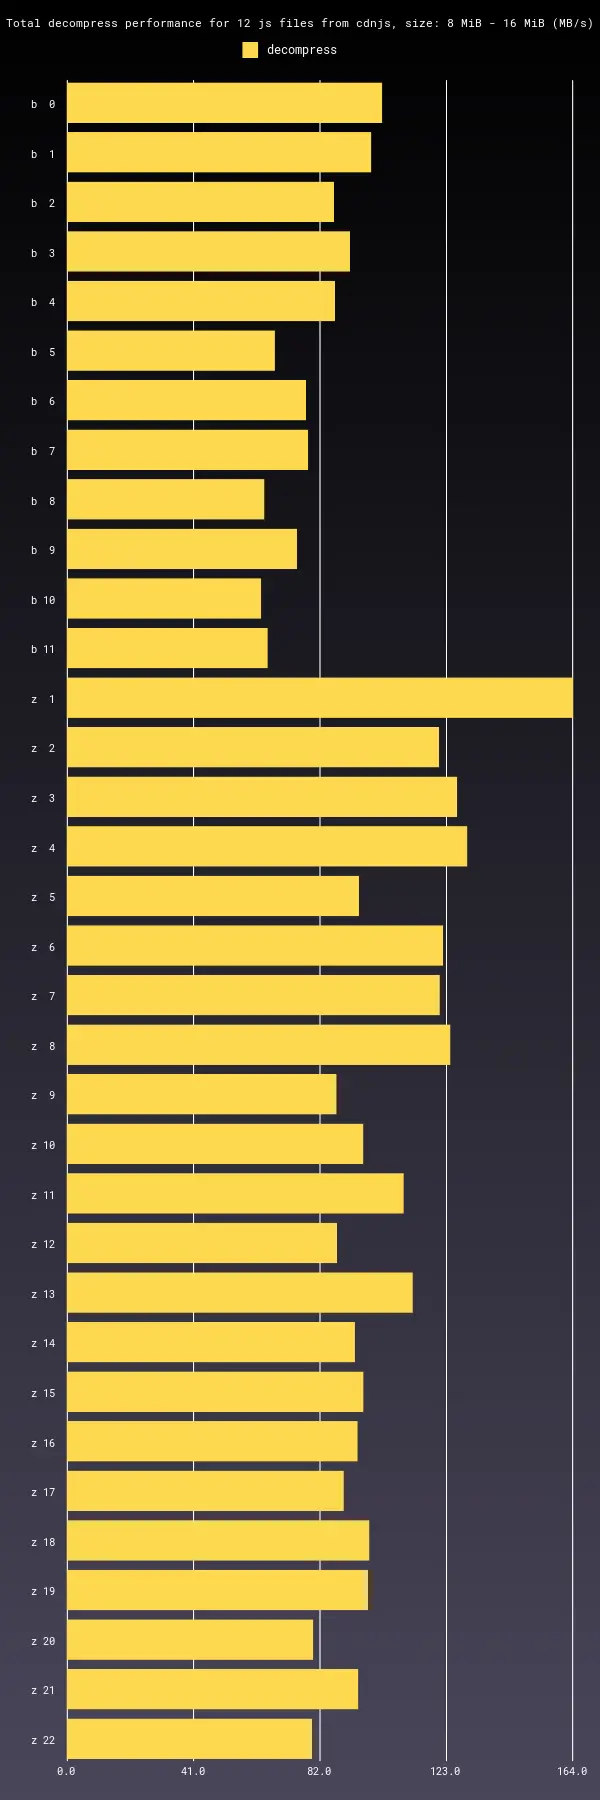 Total decompress performance for 12 js files from cdnjs, size: 8 MiB - 16 MiB (MB/s)
decompress
b 0
b 1
b 2
b 3
b 4
b 5
b 6
b 7
b 8
b 9
b 10
b 11
z 1
z 2
z 3
z 4
z 5
z 6
z 7
z 8
z 9
z 10
z 11
z 12
z 13
z 14
z 15
z 16
z 17
z 18
z 19
z 20
z 21
z 22
0.0 41.0 82.0 123.0 164.0